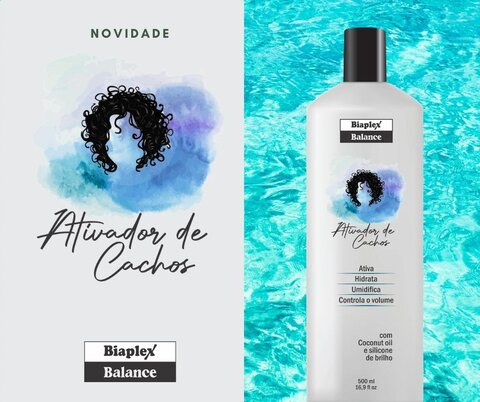 NOVIDADE
Ativador de
Cachos
Biaplex
Balance
Biaplex
Balance
Ativador de
Cachos
Ativa
Hidrata
Umidifica
Controla o volume
com
Coconut oil
e silicone
de brilho
500 ml
16,9 fl oz